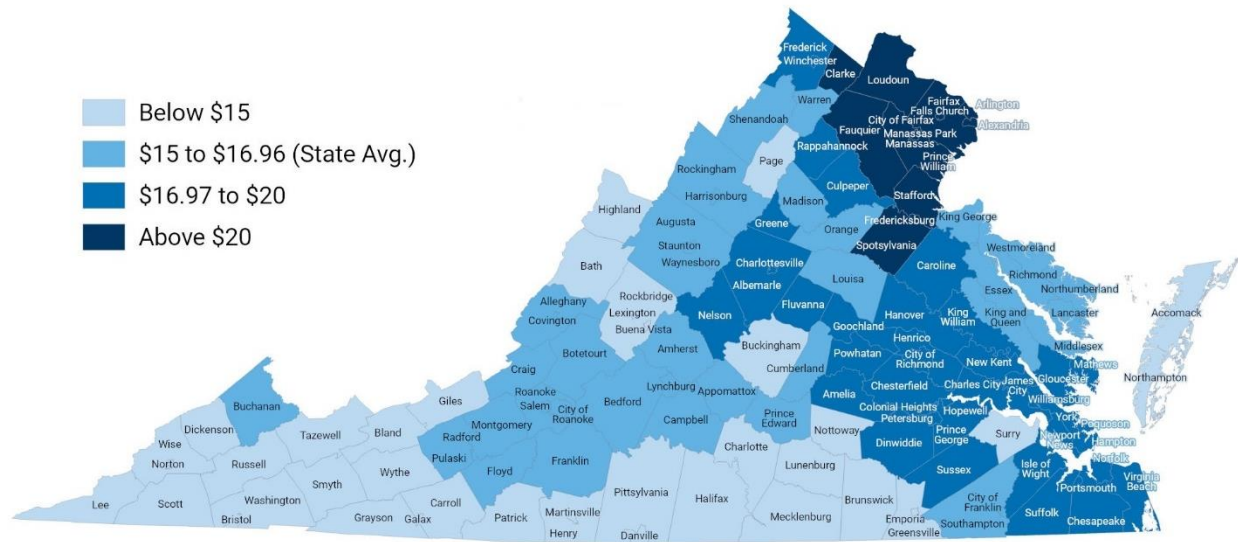 Below $15
$15 to $16.96 (State Avg.)
$16.97 to $20
Above $20
Frederick
Winchester
Clarke
Loudoun
Warren
Shenandoah
Fairfax
Falls Church
Arlington
Alexandria
City of Fairfax
Fauquier
Manassas Park
Manassas
Prince
William
Page
Rappahannock
Rockingham
Harrisonburg
Madison
Culpeper
Stafford
Highland
Augusta
Greene
Orange
Fredericksburg
King George
Staunton
Waynesboro
Spotsylvania
Westmoreland
Bath
Charlottesville
Albemarle
Louisa
Caroline
Richmond
Essex
Northumberland
Rockbridge
Lexington
Buena Vista
Alleghany
Covington
Nelson
Fluvanna
Goochland
Hanover
King
William
King and
Queen
Lancaster
Accomack
Middlesex
Botetourt
Amherst
Buckingham
Cumberland
Powhatan
Henrico
City of
Richmond
New Kent
Mathews
Gloucester
Northampton
Craig
Roanoke
Salem
City of
Roanoke
Bedford
Lynchburg
Appomattox
Amelia
Chesterfield
Charles City
James
City
Williamsburg
Buchanan
Giles
Montgomery
Radford
Pulaski
Campbell
Prince
Edward
Nottoway
Colonial Heights
Petersburg
Hopewell
Prince
George
Surry
York
Poquoson
Newport
News
Hampton
Norfolk
Dickenson
Wise
Norton
Tazewell
Bland
Floyd
Franklin
Charlotte
Dinwiddie
Sussex
Isle of
Wight
Virginia
Beach
Russell
Smyth
Wythe
Lunenburg
Portsmouth
Lee
Scott
Washington
Bristol
Grayson
Galax
Carroll
Patrick
Martinsville
Henry
Pittsylvania
Danville
Halifax
Mecklenburg
Brunswick
Emporia
Greensville
City of
Franklin
Southampton
Suffolk
Chesapeake